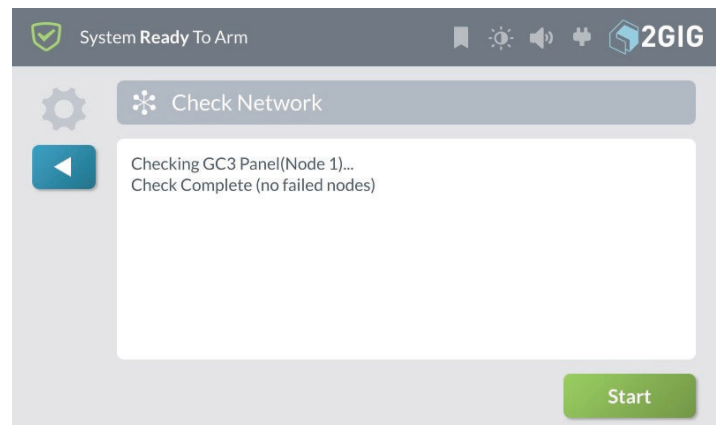 System Ready To Arm
2GIG
Check Network
Checking GC3 Panel(Node 1)...
Check Complete (no failed nodes)
Start